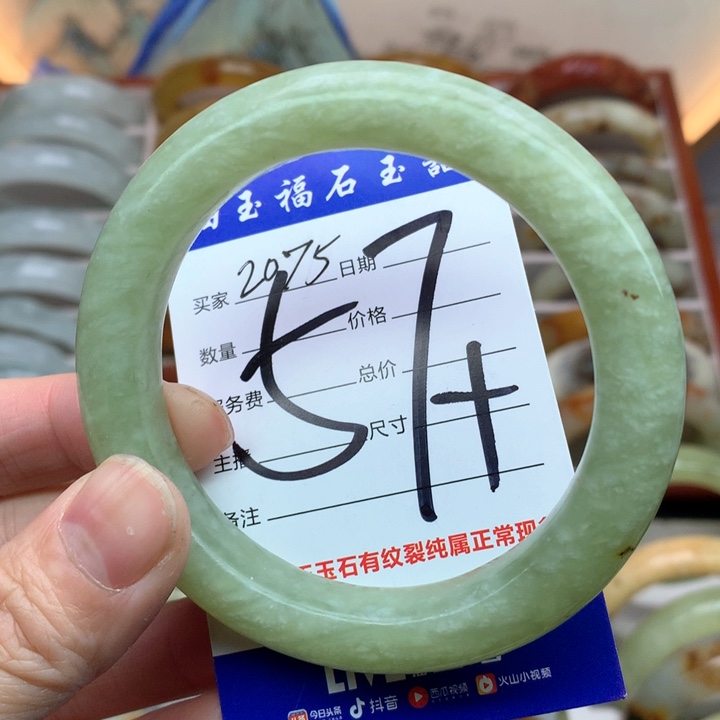 玉福石玉
买家 2075 日期
数量 价格
务费 总价
主播 尺寸
备注
57+
玉石有纹裂纯属正常现
LIVE
今日头条 抖音 西瓜视频 火山小视频